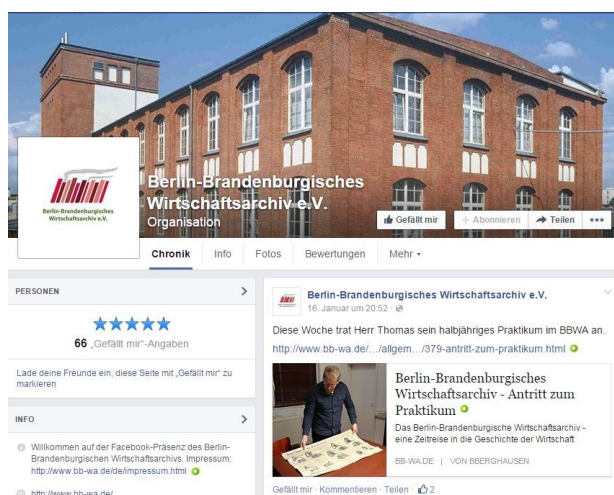 Berlin-Brandenburgisches
Wirtschaftsarchiv e.V.
Berlin-Brandenburgisches
Wirtschaftsarchiv e.V.
Organisation
Gefällt mir
+ Abonnieren
Teilen
Chronik
Info
Fotos
Bewertungen
Mehr
PERSONEN
66 „Gefällt mir“-Angaben
Lade deine Freunde ein, diese Seite mit „Gefällt mir“ zu
markieren
INFO
Willkommen auf der Facebook-Präsenz des Berlin-
Brandenburgischen Wirtschaftsarchivs. Impressum:
http://www.bb-wa.de/de/impressum.html
http://www.bb-wa.de/
Berlin-Brandenburgisches Wirtschaftsarchiv e.V.
16. Januar um 20:52 ·
Diese Woche trat Herr Thomas sein halbjähriges Praktikum im BBWA an.
http://www.bb-wa.de/…/allgem…/379-antritt-zum-praktikum.html
Berlin-Brandenburgisches
Wirtschaftsarchiv - Antritt zum
Praktikum
Das Berlin-Brandenburgische Wirtschaftsarchiv -
eine Zeitreise in die Geschichte der Wirtschaft
BB-WA.DE | VON BBERGHAUSEN
Gefällt mir · Kommentieren · Teilen · 2